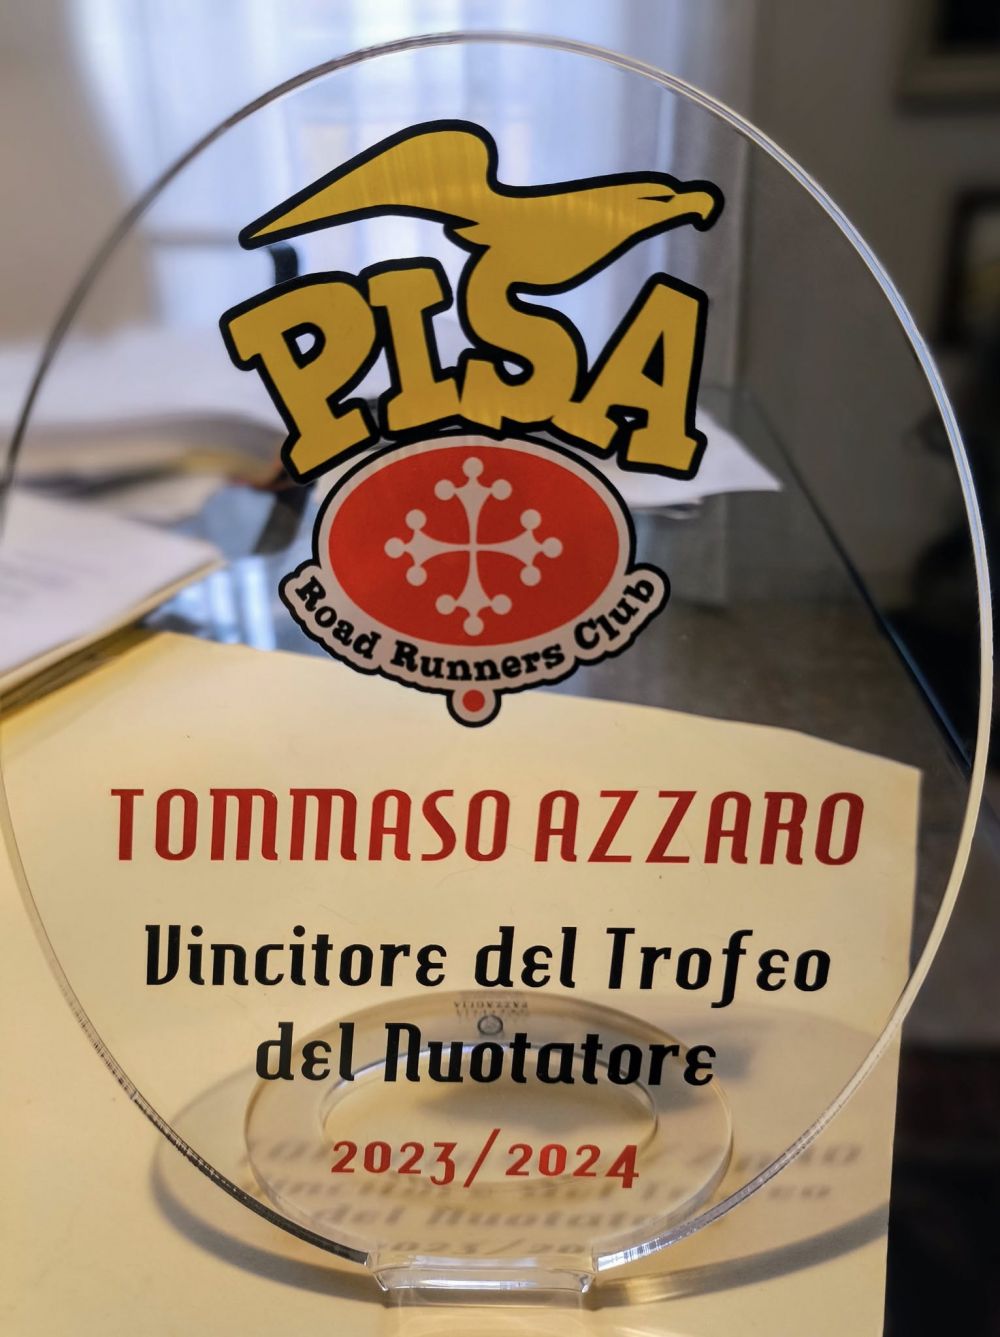 PISA
Road Runners Club
TOMMASO AZZARO
Vincitore del Trofeo
del Nuotatore
2023/2024